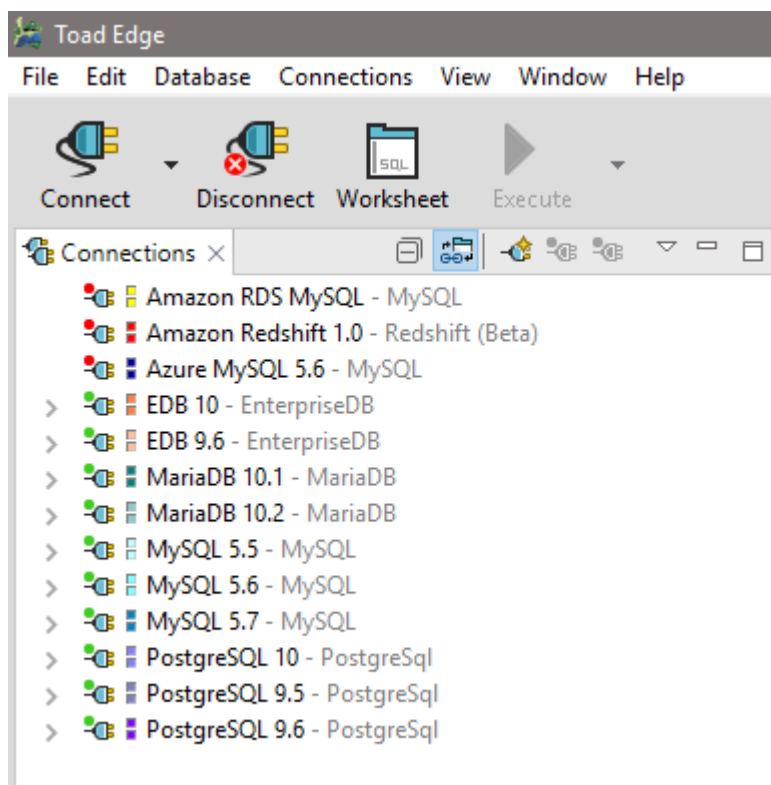 Toad Edge
File Edit Database Connections View Window Help
SQL
Connect Disconnect Worksheet Execute
Connections
Amazon RDS MySQL - MySQL
Amazon Redshift 1.0 - Redshift (Beta)
Azure MySQL 5.6 - MySQL
EDB 10 - EnterpriseDB
EDB 9.6 - EnterpriseDB
MariaDB 10.1 - MariaDB
MariaDB 10.2 - MariaDB
MySQL 5.5 - MySQL
MySQL 5.6 - MySQL
MySQL 5.7 - MySQL
PostgreSQL 10 - PostgreSql
PostgreSQL 9.5 - PostgreSql
PostgreSQL 9.6 - PostgreSql